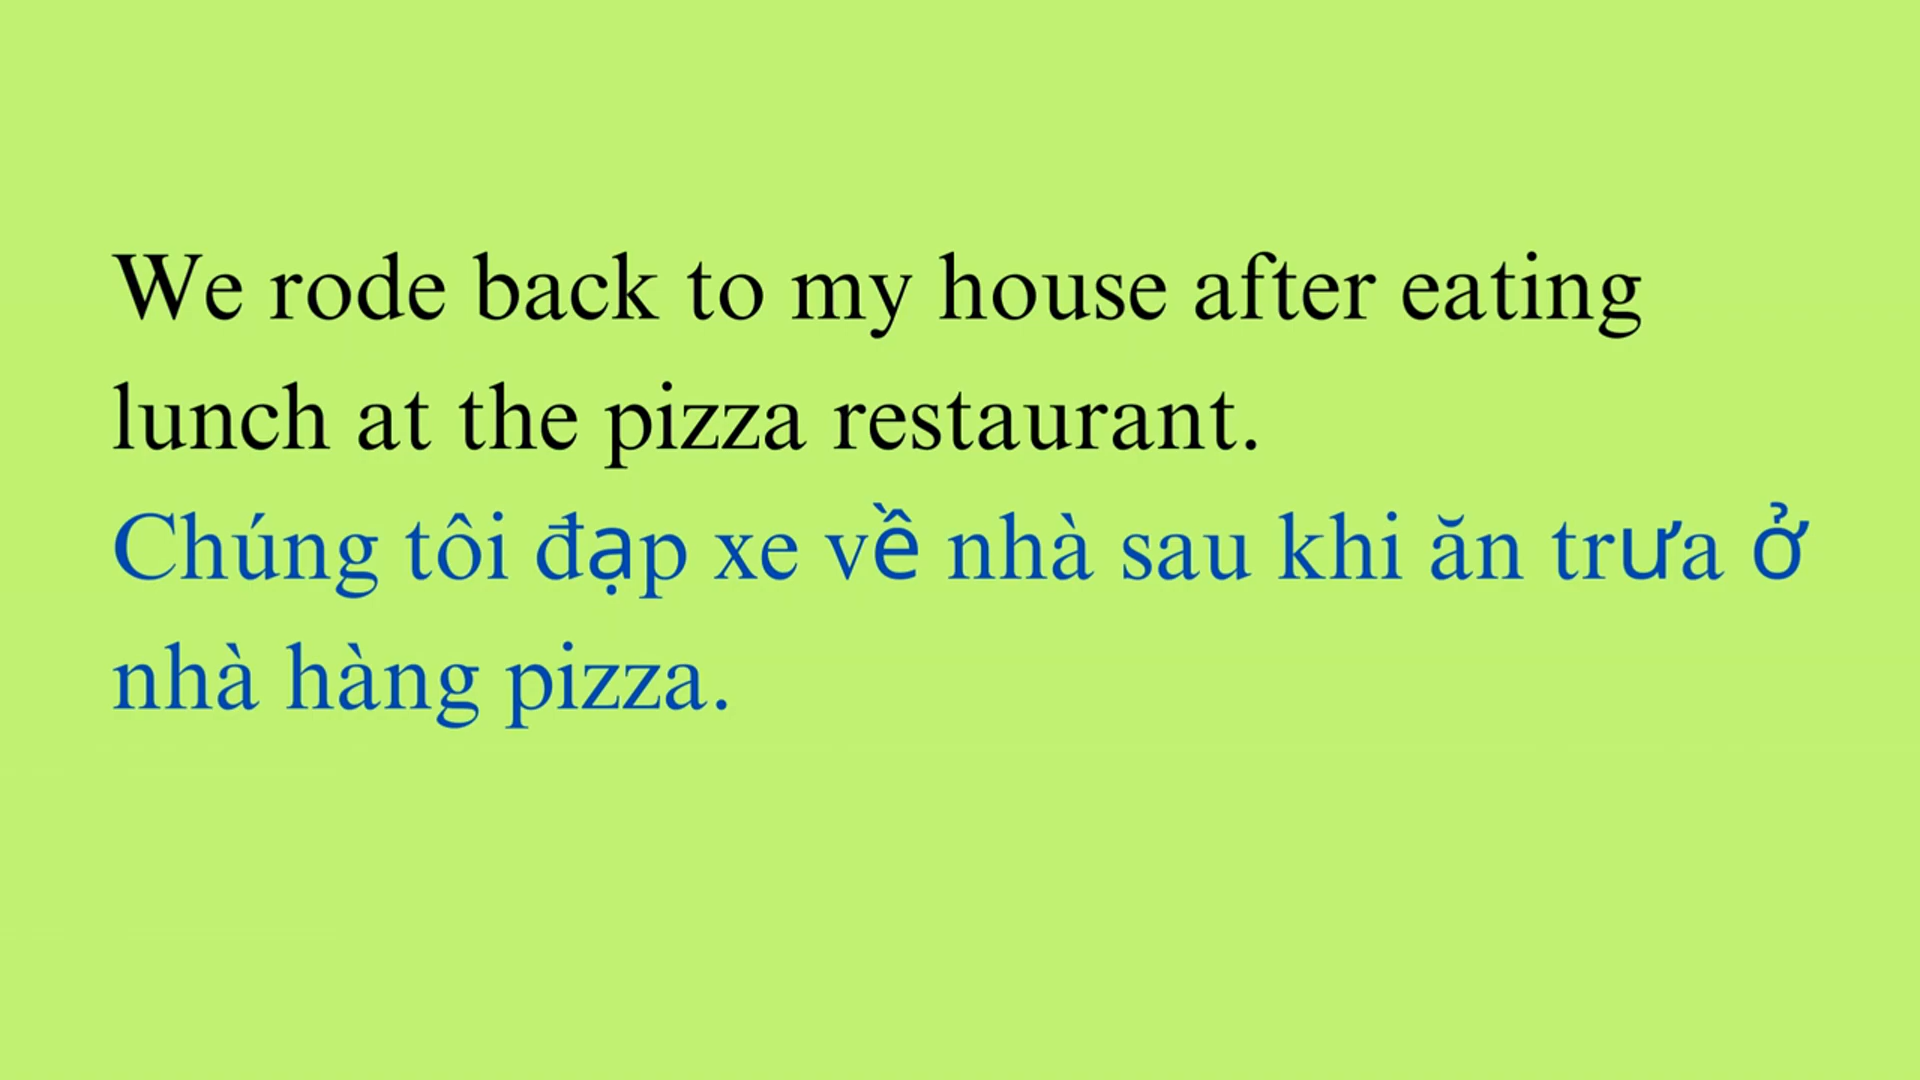 We rode back to my house after eating
lunch at the pizza restaurant.
Chúng tôi đạp xe về nhà sau khi ăn trưa ở
nhà hàng pizza.